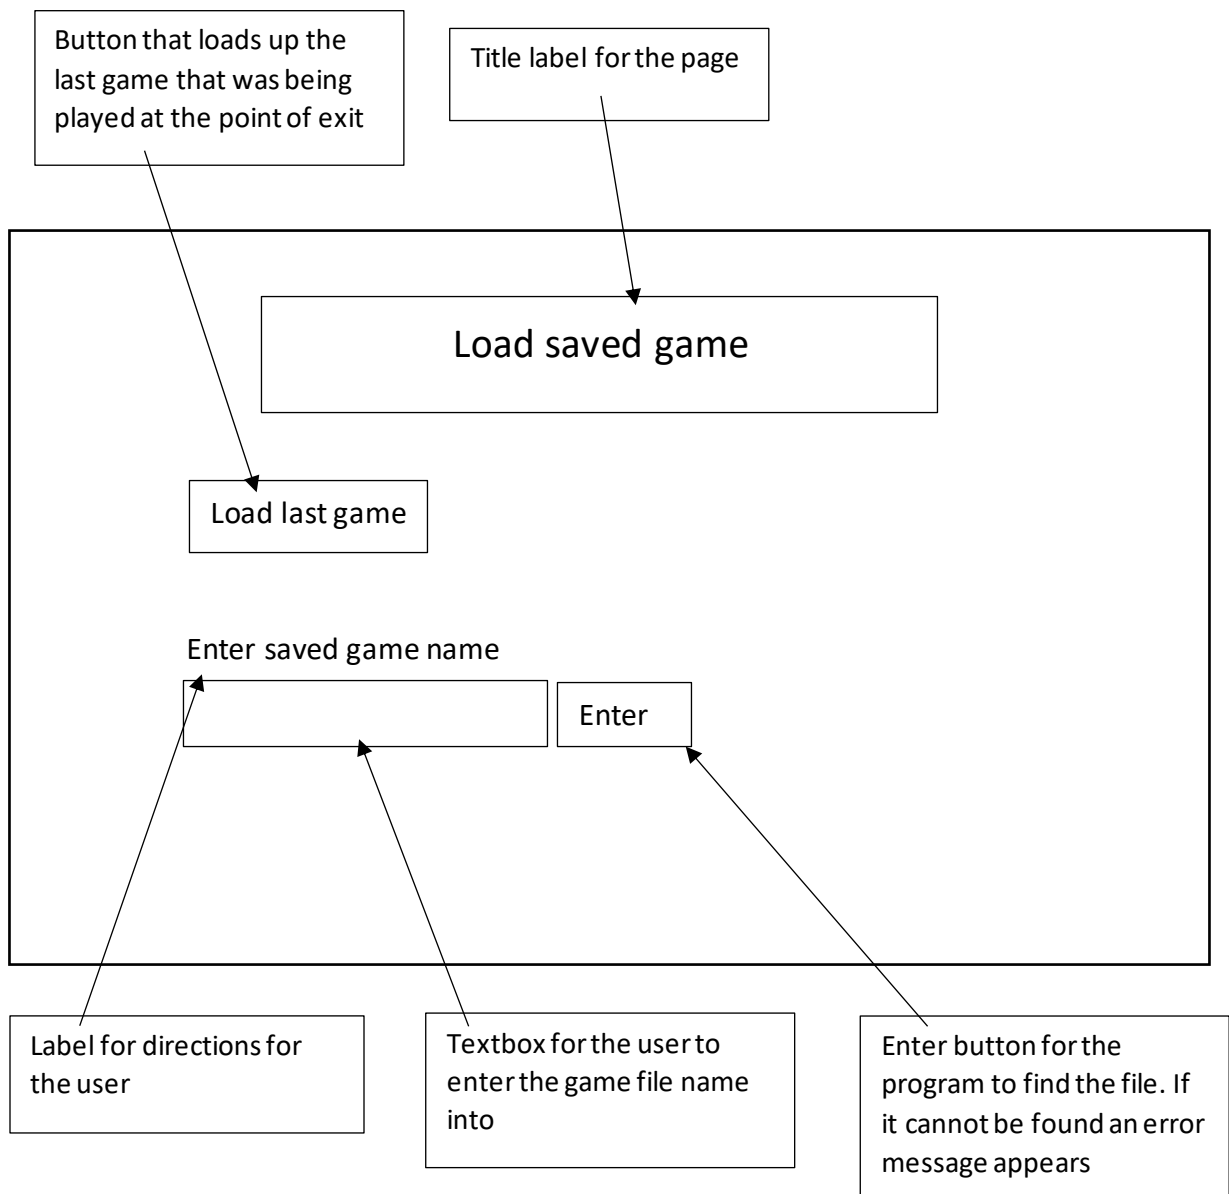 Button that loads up the
last game that was being
played at the point of exit
Title label for the page
Load saved game
Load last game
Enter saved game name
Enter
Label for directions for
the user
Textbox for the user to
enter the game file name
into
Enter button for the
program to find the file. If
it cannot be found an error
message appears